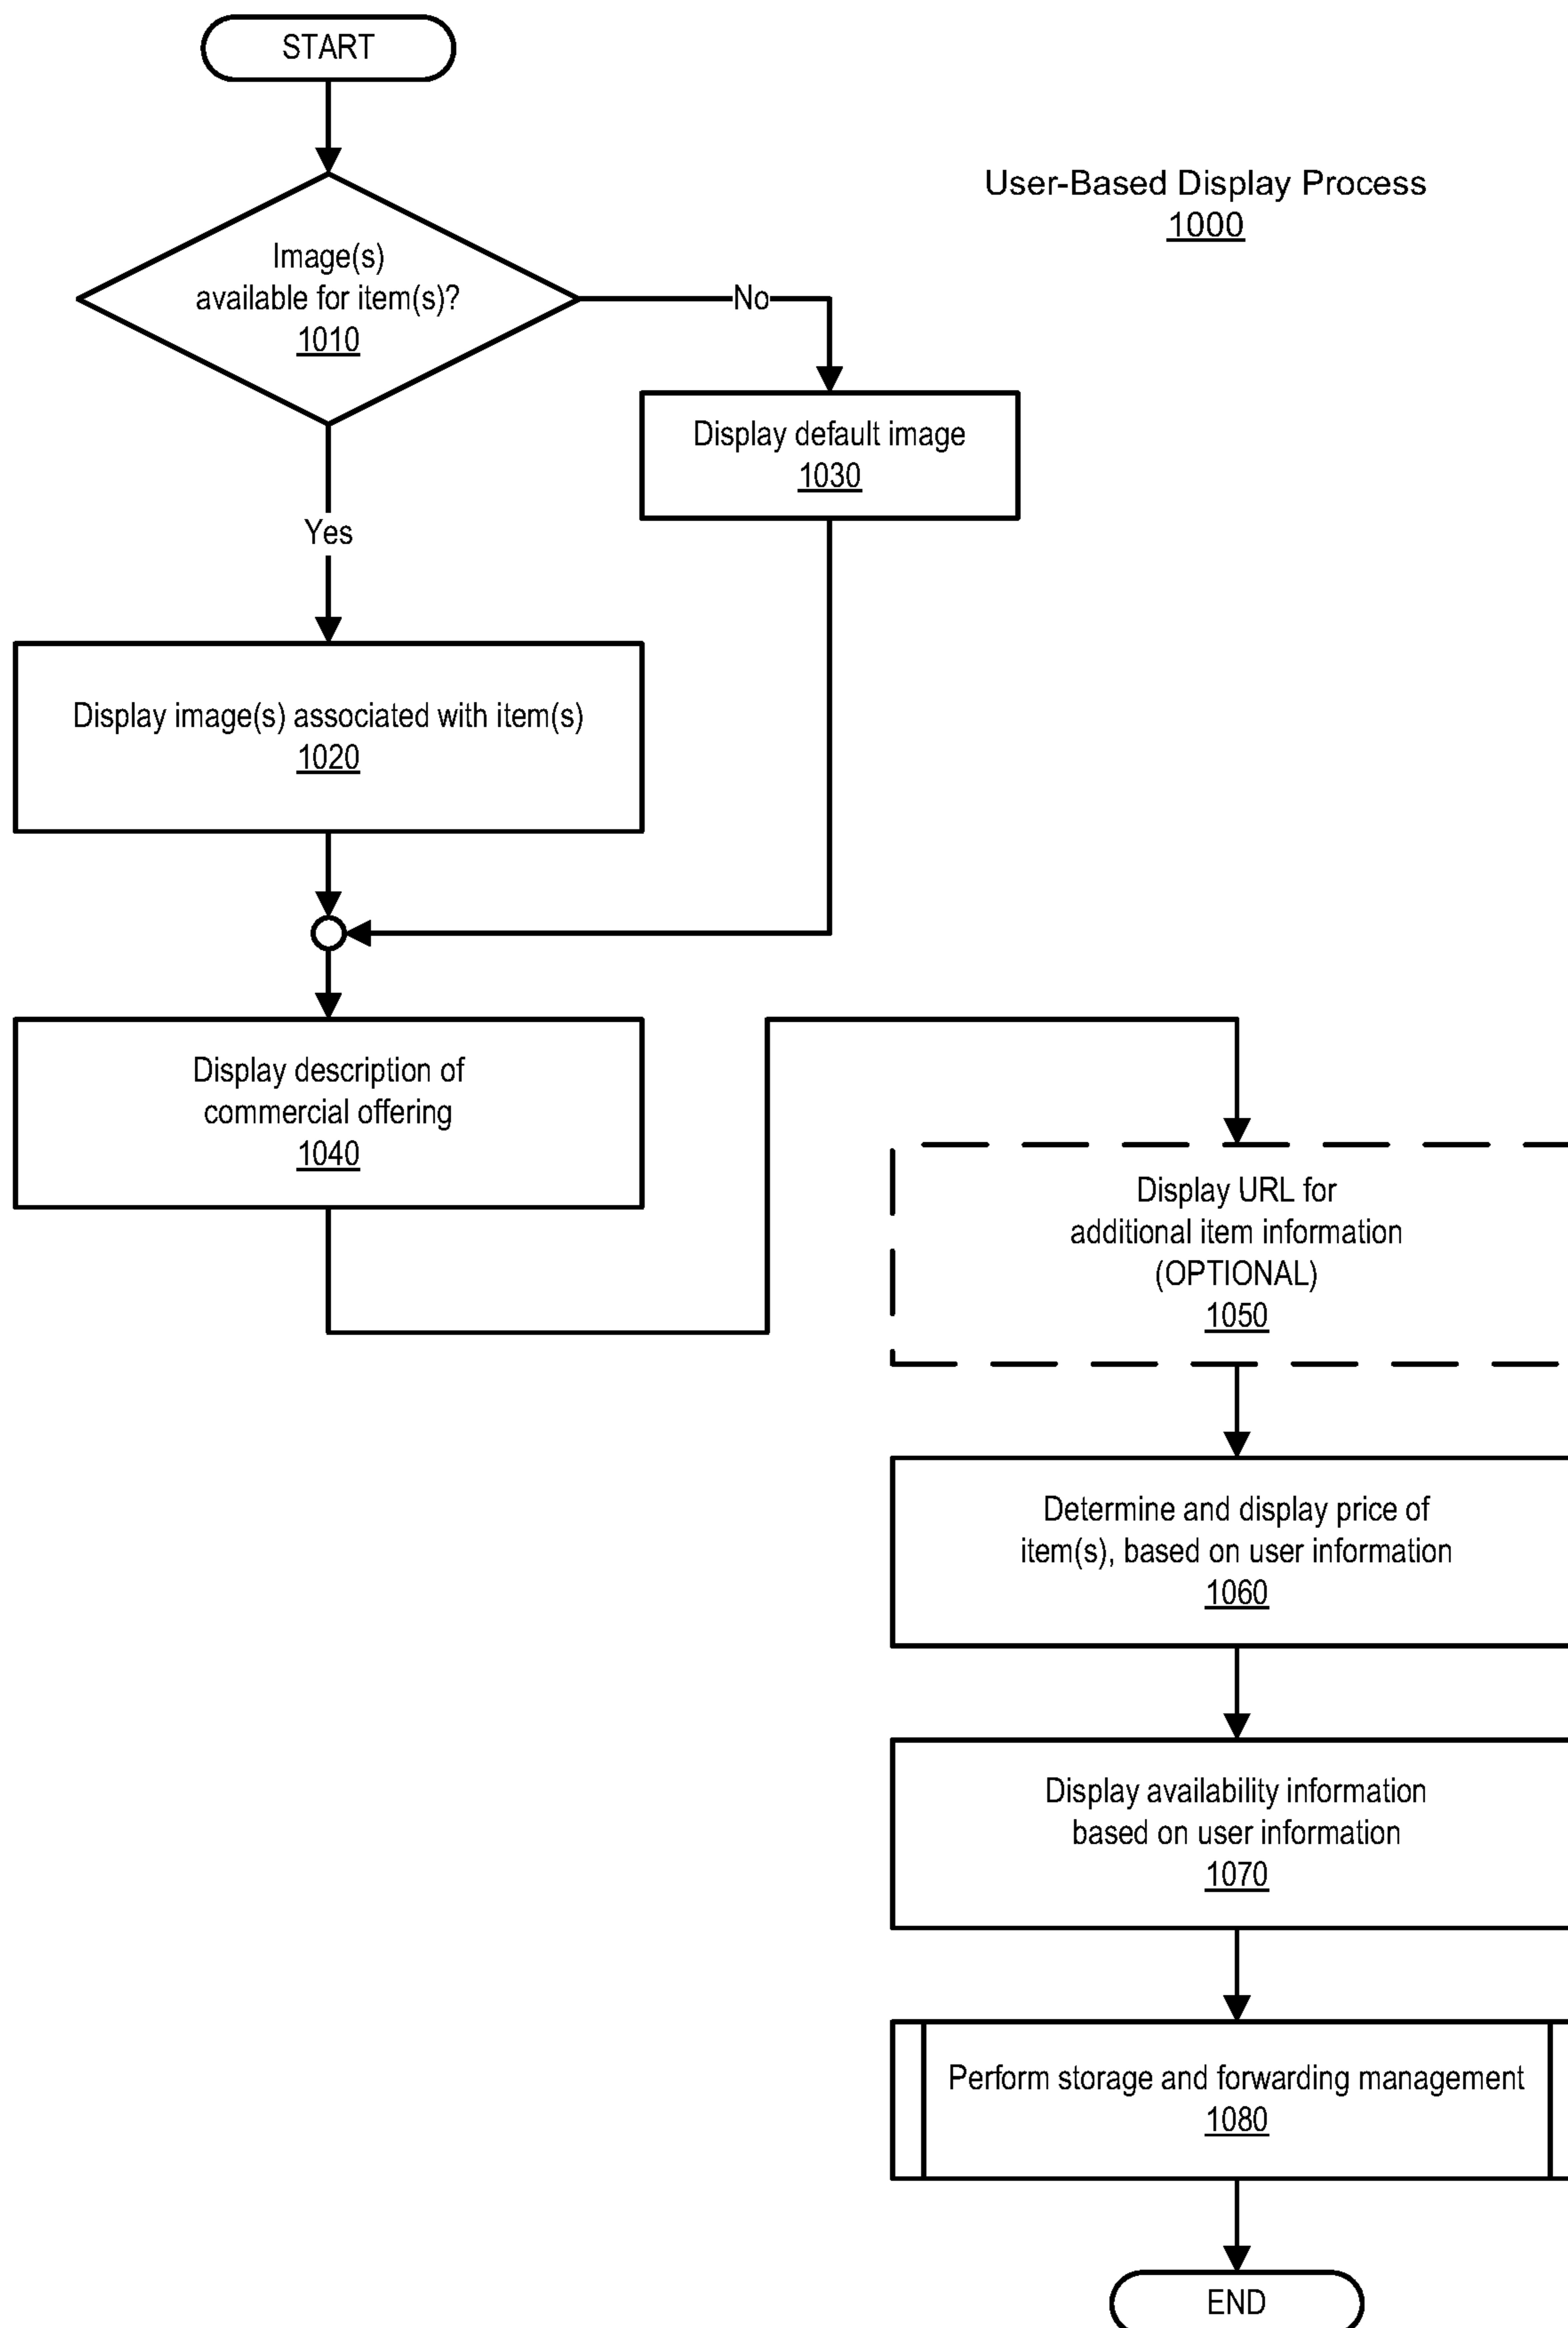 START
User-Based Display Process
1000
Image(s)
available for item(s)?
1010
No
Display default image
1030
Yes
Display image(s) associated with item(s)
1020
Display description of
commercial offering
1040
Display URL for
additional item information
(OPTIONAL)
1050
Determine and display price of
item(s), based on user information
1060
Display availability information
based on user information
1070
Perform storage and forwarding management
1080
END